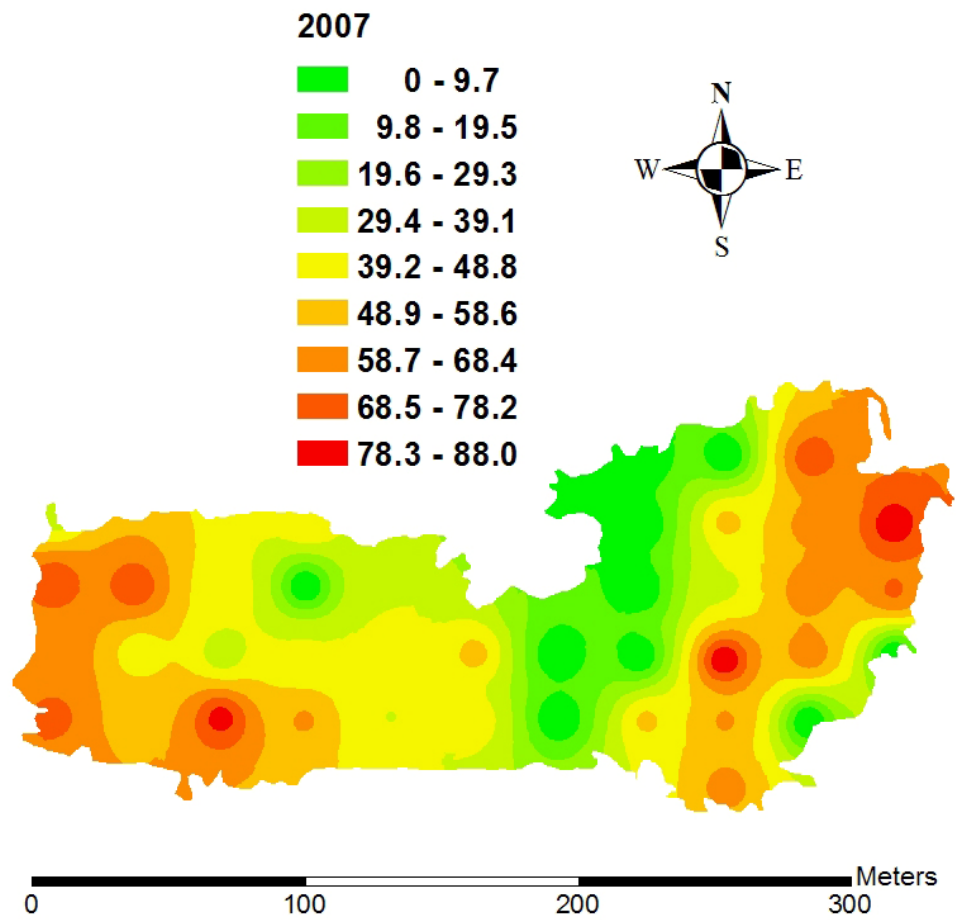 2007
0 - 9.7
9.8 - 19.5
19.6 - 29.3
29.4 - 39.1
39.2 - 48.8
48.9 - 58.6
58.7 - 68.4
68.5 - 78.2
78.3 - 88.0
N
W E
S
Meters
0 100 200 300